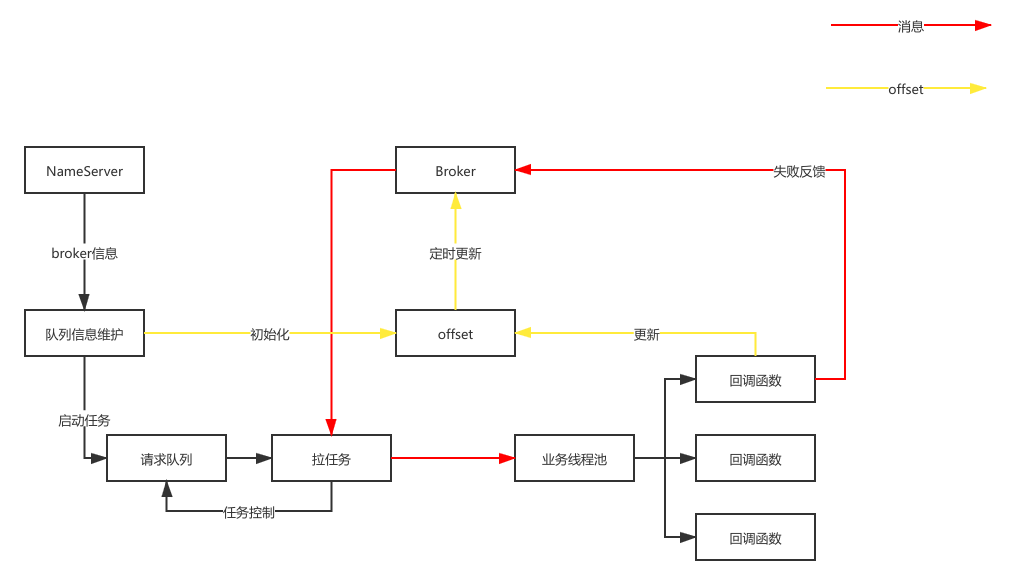 消息
offset
NameServer
Broker
失败反馈
broker信息
定时更新
队列信息维护
初始化
offset
更新
回调函数
启动任务
请求队列
拉任务
业务线程池
回调函数
任务控制
回调函数